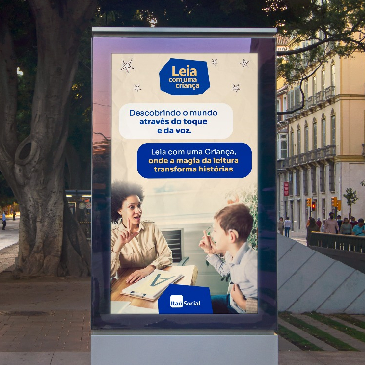 Leia
com uma
criança
Descobrindo o mundo
através do toque
e da voz.
Leia com uma Criança,
onde a magia da leitura
transforma histórias
Itaú Social